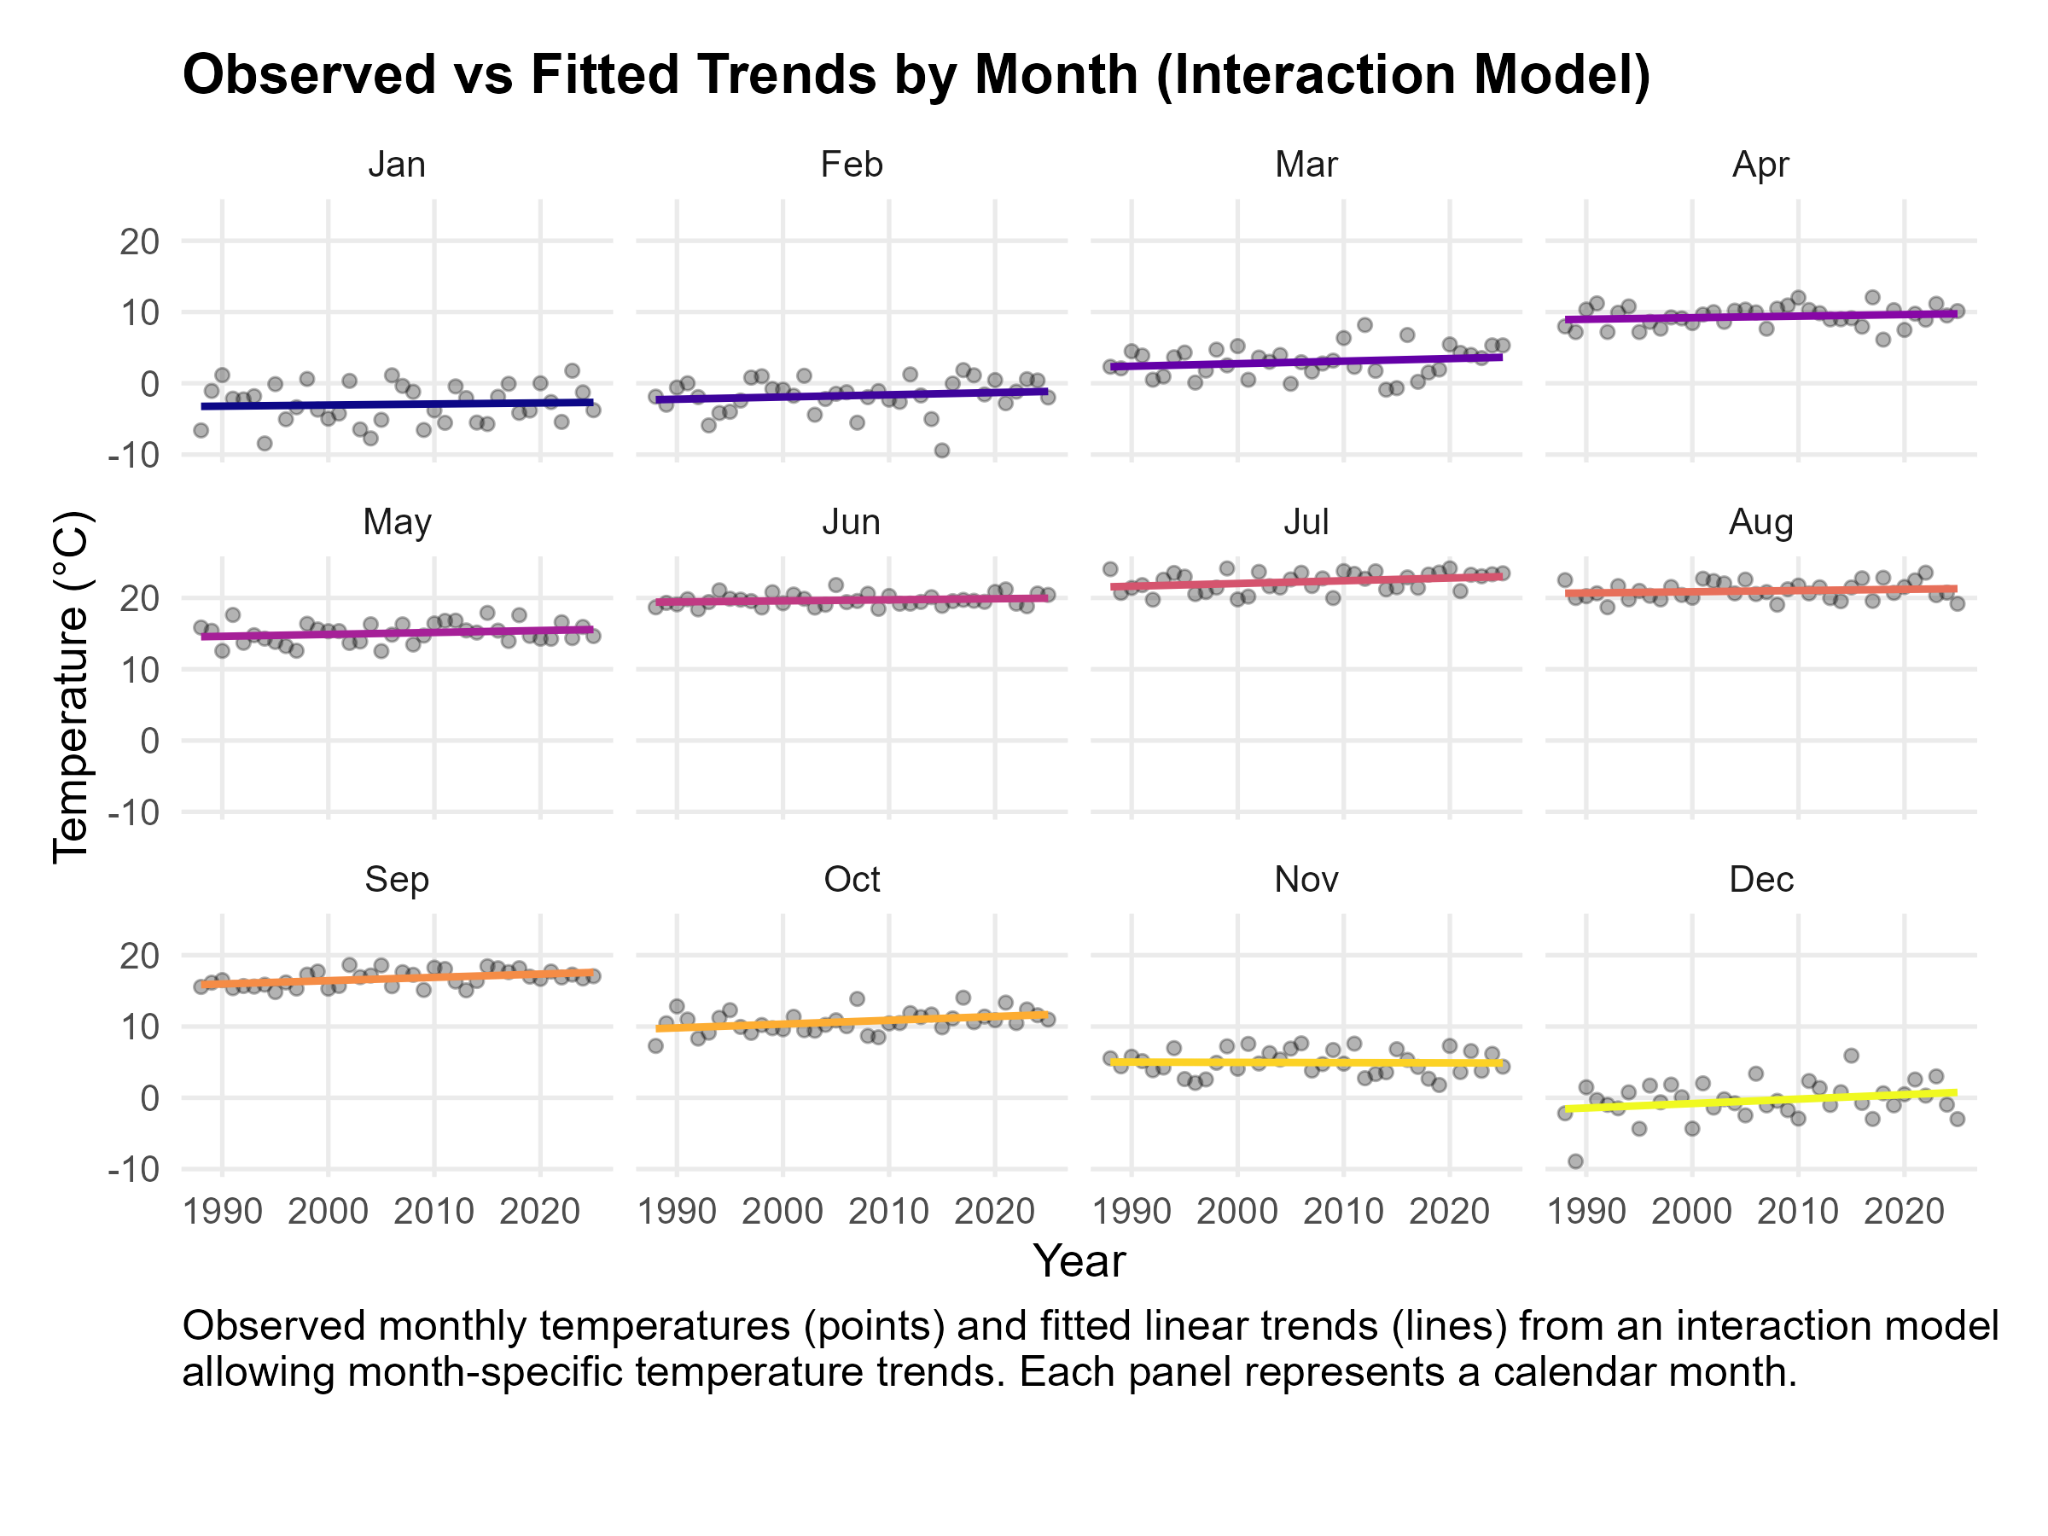 Observed vs Fitted Trends by Month (Interaction Model)
Jan Feb Mar Apr
20
10
0
-10
May Jun Jul Aug
20
10
0
-10
Sep Oct Nov Dec
20
10
0
-10
1990 2000 2010 2020 1990 2000 2010 2020 1990 2000 2010 2020 1990 2000 2010 2020
Temperature (°C)
Year
Observed monthly temperatures (points) and fitted linear trends (lines) from an interaction model
allowing month-specific temperature trends. Each panel represents a calendar month.